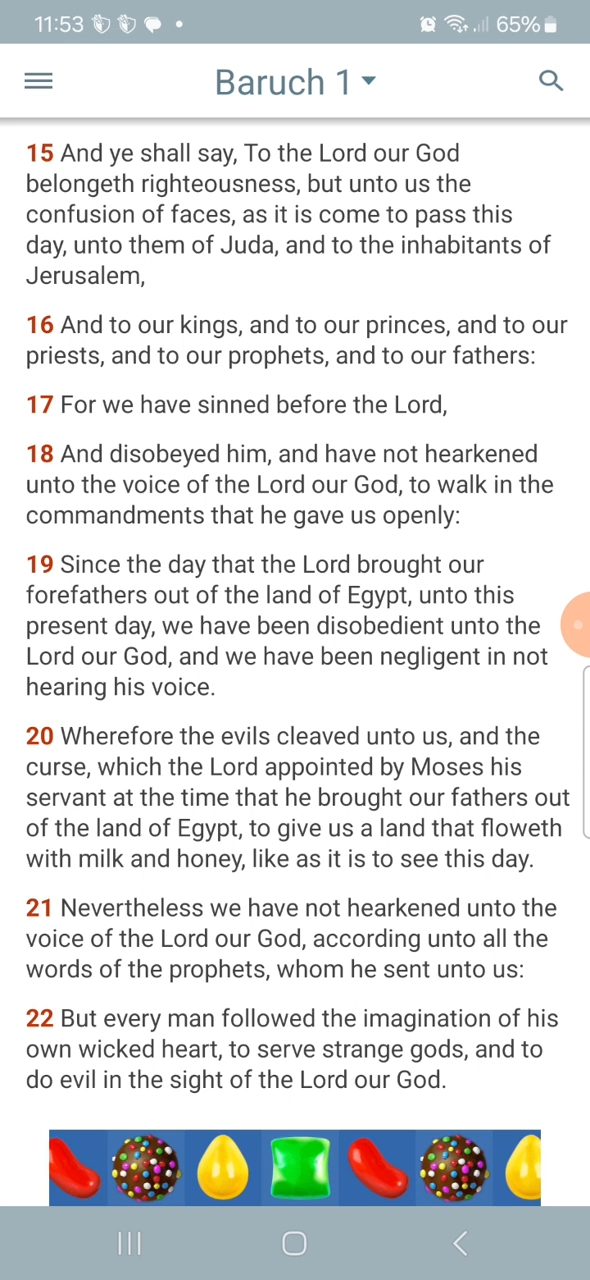 11:53
65%
Baruch 1
15 And ye shall say, To the Lord our God
belongeth righteousness, but unto us the
confusion of faces, as it is come to pass this
day, unto them of Juda, and to the inhabitants of
Jerusalem,
16 And to our kings, and to our princes, and to our
priests, and to our prophets, and to our fathers:
17 For we have sinned before the Lord,
18 And disobeyed him, and have not hearkened
unto the voice of the Lord our God, to walk in the
commandments that he gave us openly:
19 Since the day that the Lord brought our
forefathers out of the land of Egypt, unto this
present day, we have been disobedient unto the
Lord our God, and we have been negligent in not
hearing his voice.
20 Wherefore the evils cleaved unto us, and the
curse, which the Lord appointed by Moses his
servant at the time that he brought our fathers out
of the land of Egypt, to give us a land that floweth
with milk and honey, like as it is to see this day.
21 Nevertheless we have not hearkened unto the
voice of the Lord our God, according unto all the
words of the prophets, whom he sent unto us:
22 But every man followed the imagination of his
own wicked heart, to serve strange gods, and to
do evil in the sight of the Lord our God.